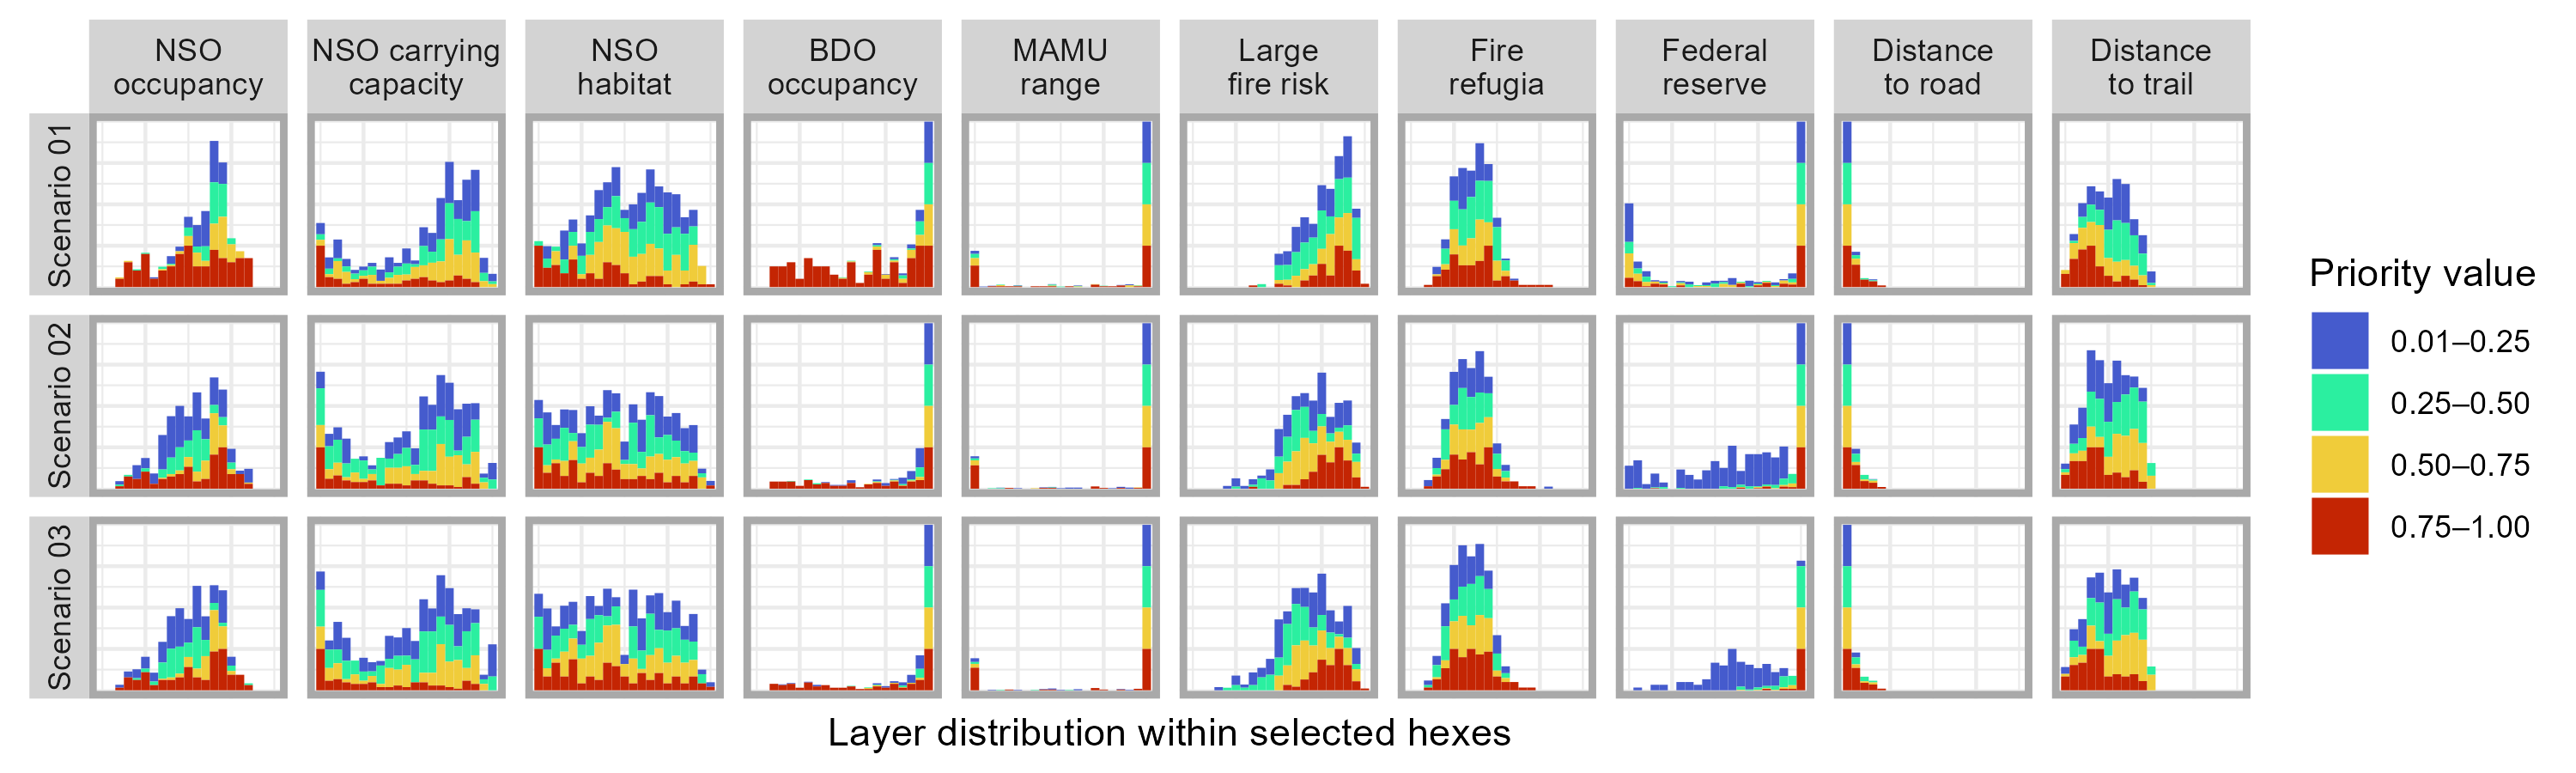 NSO
occupancy
NSO carrying
capacity
NSO
habitat
BDO
occupancy
MAMU
range
Large
fire risk
Fire
refugia
Federal
reserve
Distance
to road
Distance
to trail
Scenario 01
Scenario 02
Scenario 03
Layer distribution within selected hexes
Priority value
0.01–0.25
0.25–0.50
0.50–0.75
0.75–1.00